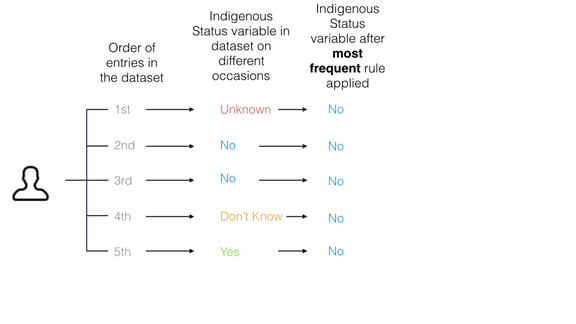 Order of
entries in
the dataset
Indigenous
Status variable in
dataset on
different
occasions
Indigenous
Status
variable after
most
frequent rule
applied
1st Unknown No
2nd No No
3rd No No
4th Don't Know No
5th Yes No